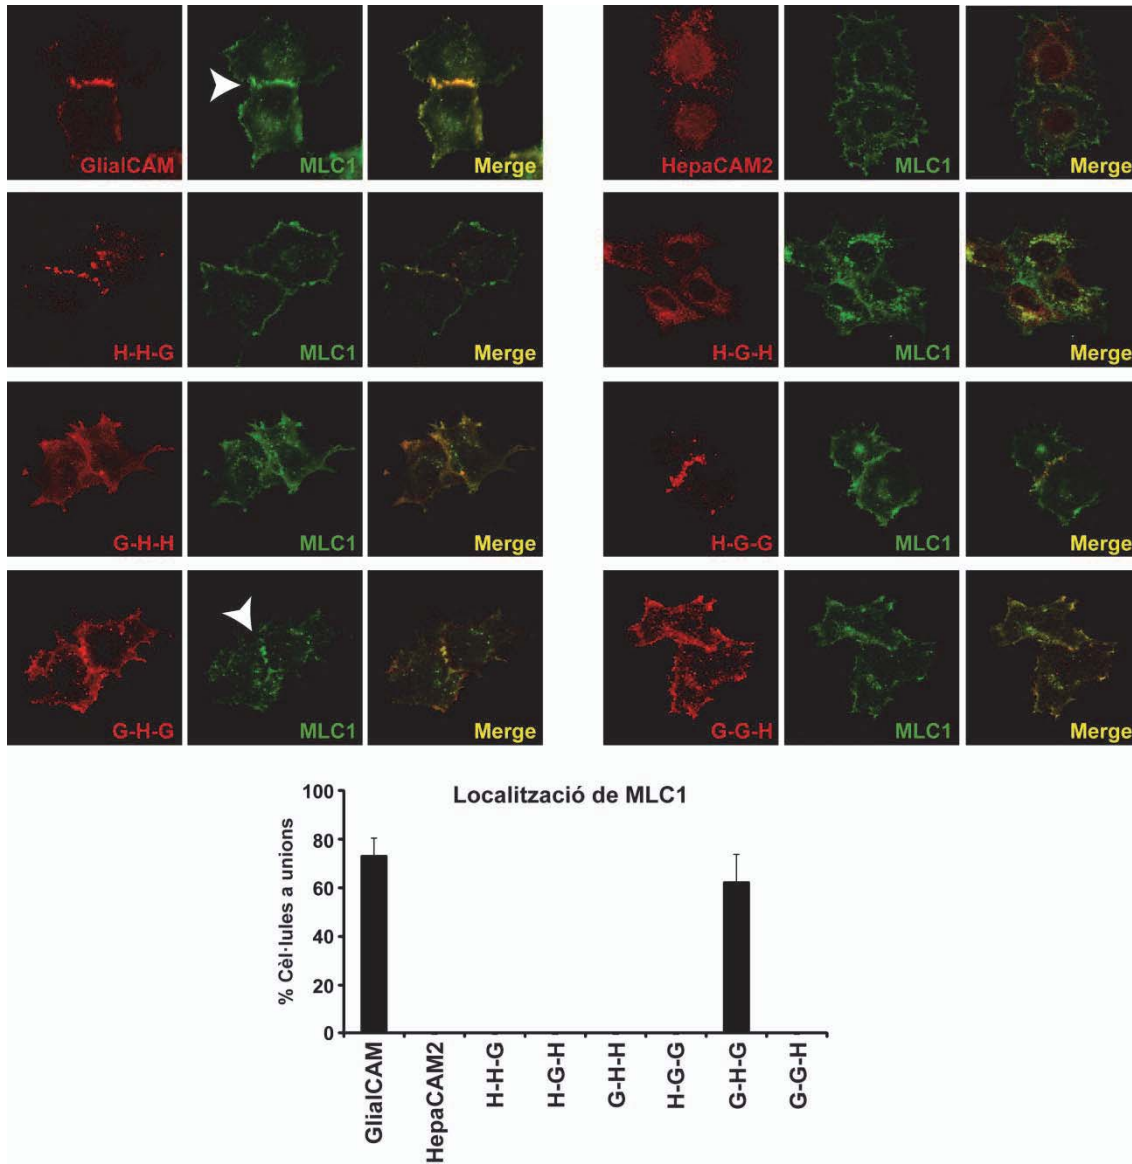 GlialCAM
MLC1
Merge
HepaCAM2
MLC1
Merge
H-H-G
MLC1
Merge
H-G-H
MLC1
Merge
G-H-H
MLC1
Merge
H-G-G
MLC1
Merge
G-H-G
MLC1
Merge
G-G-H
MLC1
Merge
Localització de MLC1
% Cèl·lules a unions
100
80
60
40
20
0
GlialCAM
HepaCAM2
H-H-G
H-G-H
G-H-H
H-G-G
G-H-G
G-G-H